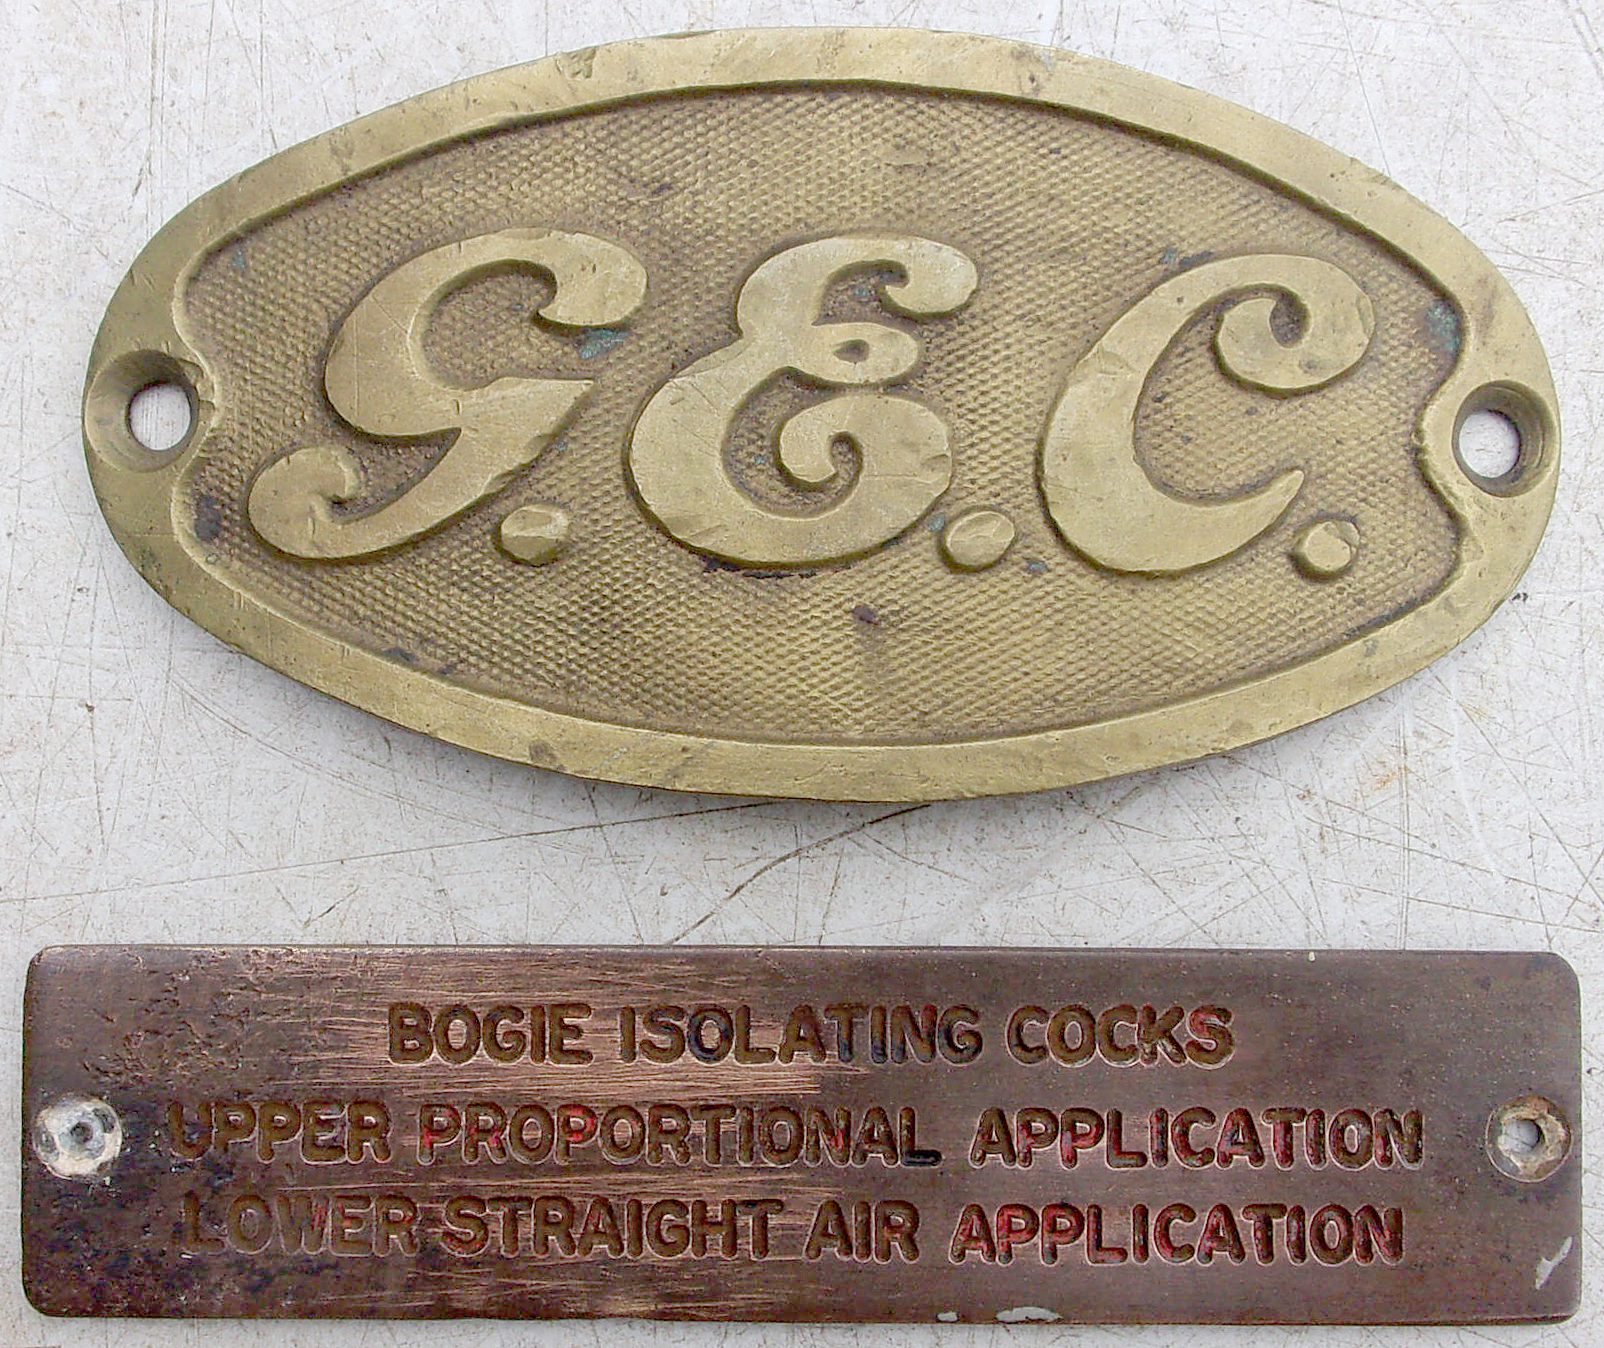 G.E.C.
BOGIE ISOLATING COCKS
UPPER PROPORTIONAL APPLICATION
LOWER STRAIGHT AIR APPLICATION